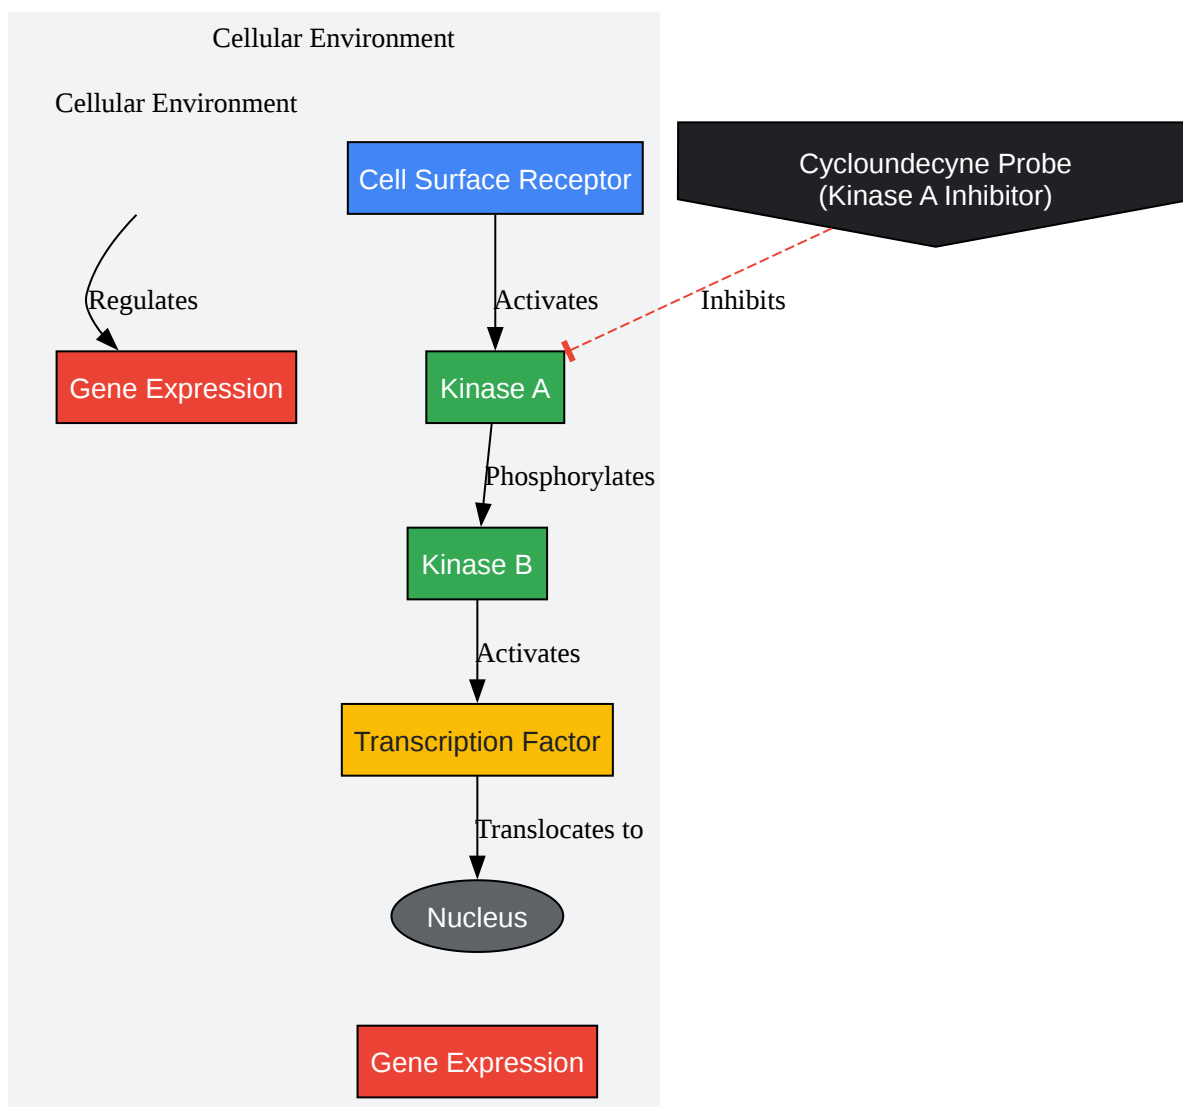 Cellular Environment
Cellular Environment
Cell Surface Receptor
Cycloundecyne Probe
(Kinase A Inhibitor)
Regulates
Activates
Inhibits
Gene Expression
Kinase A
Phosphorylates
Kinase B
Activates
Transcription Factor
Translocates to
Nucleus
Gene Expression